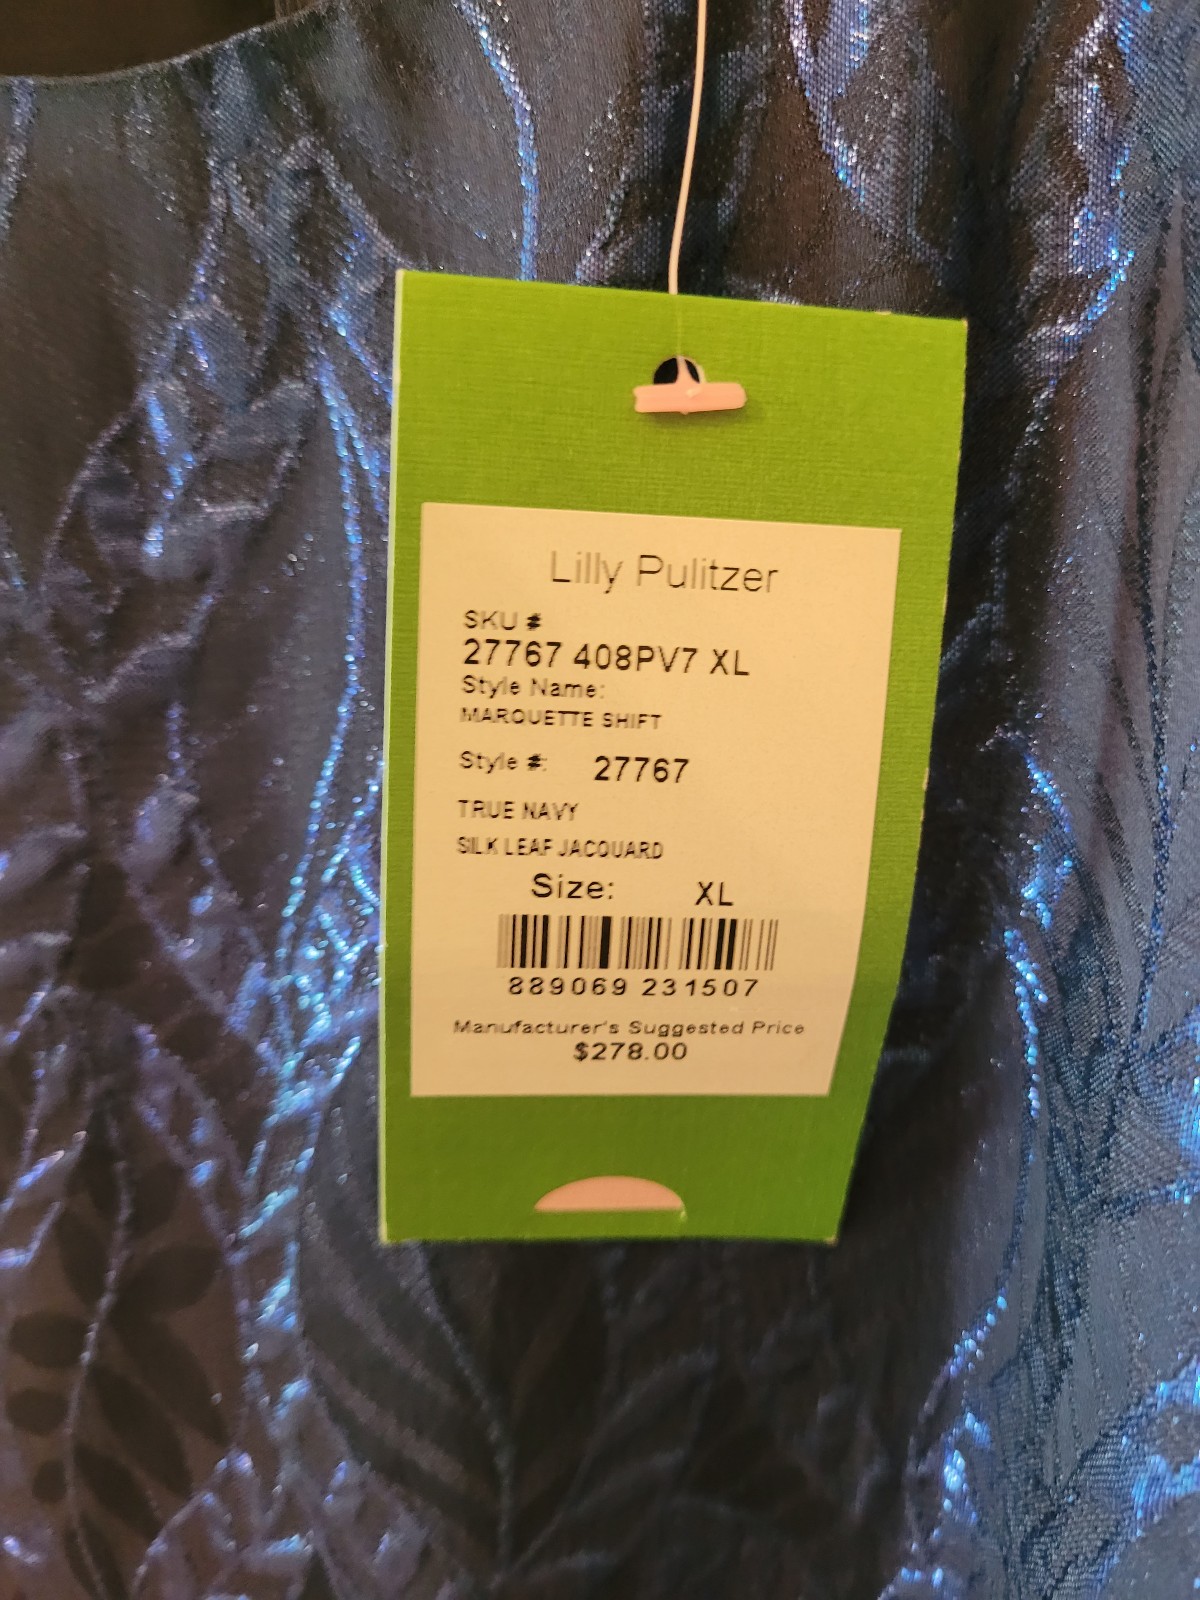 Lilly Pulitzer
SKU #
27767 408PV7 XL
Style Name:
MARQUETTE SHIFT
Style #: 27767
TRUE NAVY
SILK LEAF JACQUARD
Size: XL
889069 231507
Manufacturer's Suggested Price
$278.00